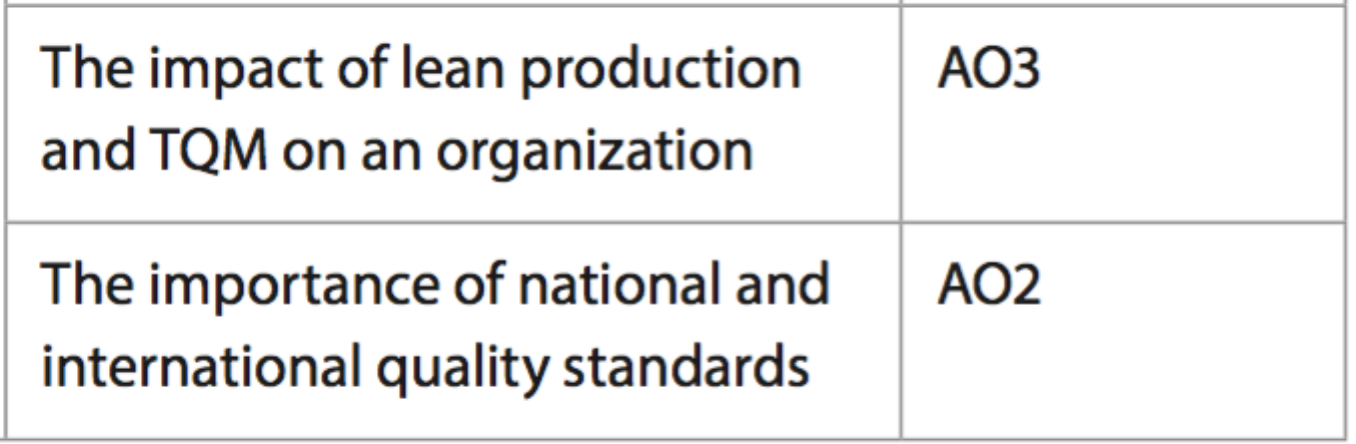 The impact of lean production
and TQM on an organization
AO3
The importance of national and
international quality standards
AO2